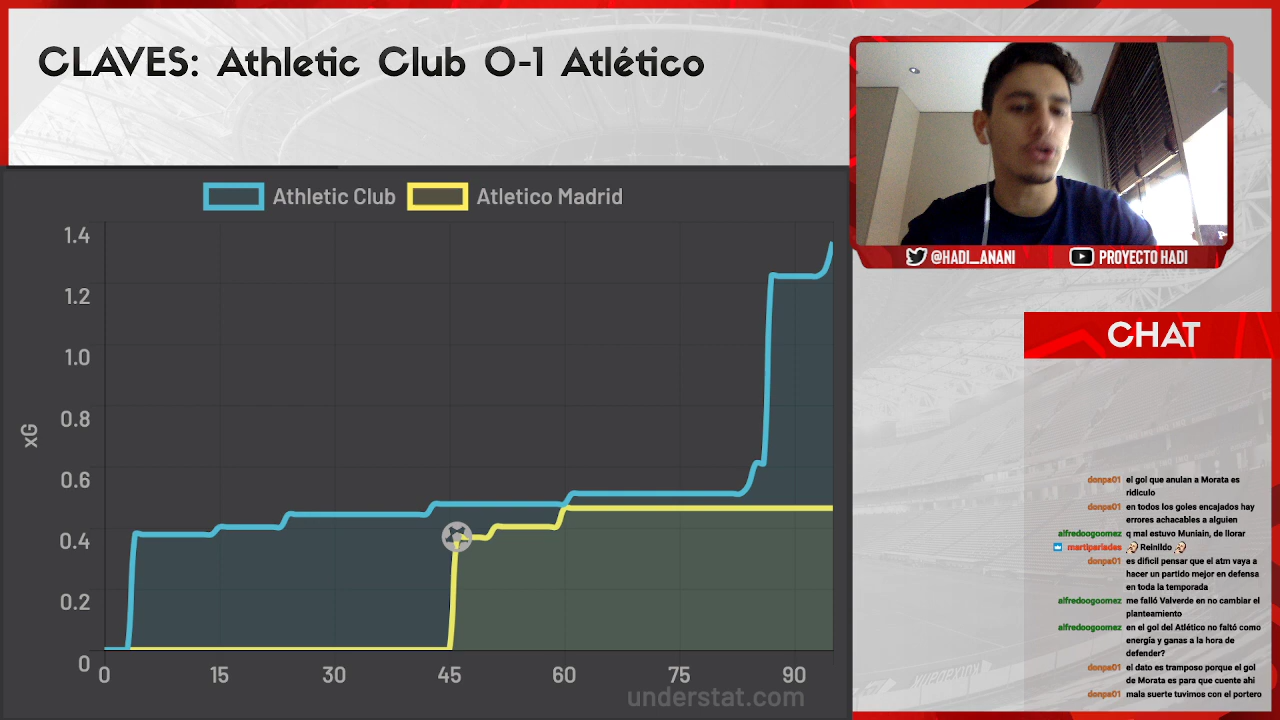 CLAVES: Athletic Club 0-1 Atlético
Athletic Club
Atletico Madrid
1.4
1.2
1.0
0.8
0.6
0.4
0.2
0
xG
0 15 30 45 60 75 90
understat.com
@HADI_ANANI
PROYECTO HADI
CHAT
donpa01 el gol que anulan a Morata es
ridiculo
donpa01 en todos los goles encajados hay
errores achacables a alguien
alfredoogoomez q mal estuvo Muniain, de llorar
martipariades Reinildo
donpa01 es dificil pensar que el atm vaya a
hacer un partido mejor en defensa
en toda la temporada
alfredoogoomez me falló Valverde en no cambiar el
planteamiento
alfredoogoomez en el gol del Atlético no faltó como
energía y ganas a la hora de
defender?
donpa01 el dato es tramposo porque el gol
de Morata es para que cuente ahi
donpa01 mala suerte tuvimos con el portero